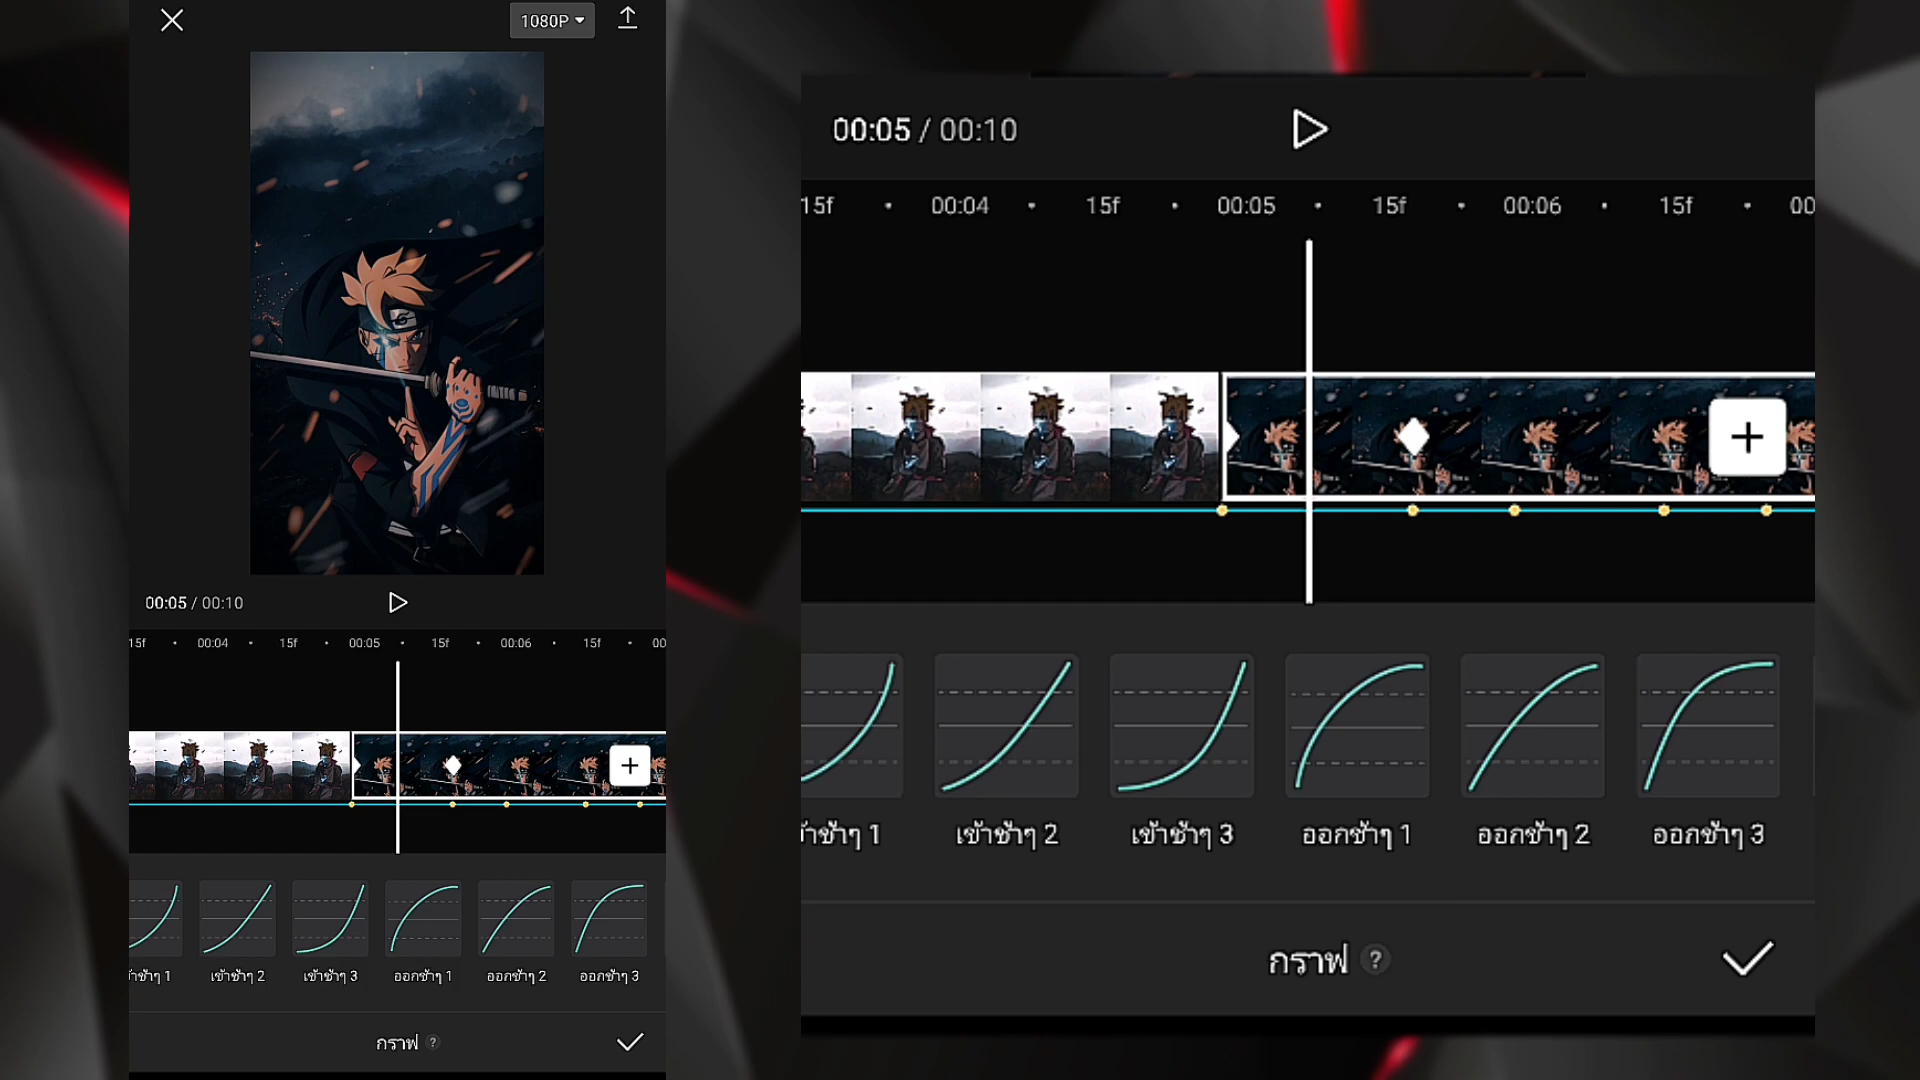 1080P
00:05 / 00:10
15f 00:04 15f 00:05 15f 00:06 15f 00
เข้าช้าๆ 2 เข้าช้าๆ 3 ออกช้าๆ 1 ออกช้าๆ 2 ออกช้าๆ 3
กราฟ ?
00:05 / 00:10
15f 00:04 15f 00:05 15f 00:06 15f 00
เข้าช้าๆ 2 เข้าช้าๆ 3 ออกช้าๆ 1 ออกช้าๆ 2 ออกช้าๆ 3
กราฟ ?